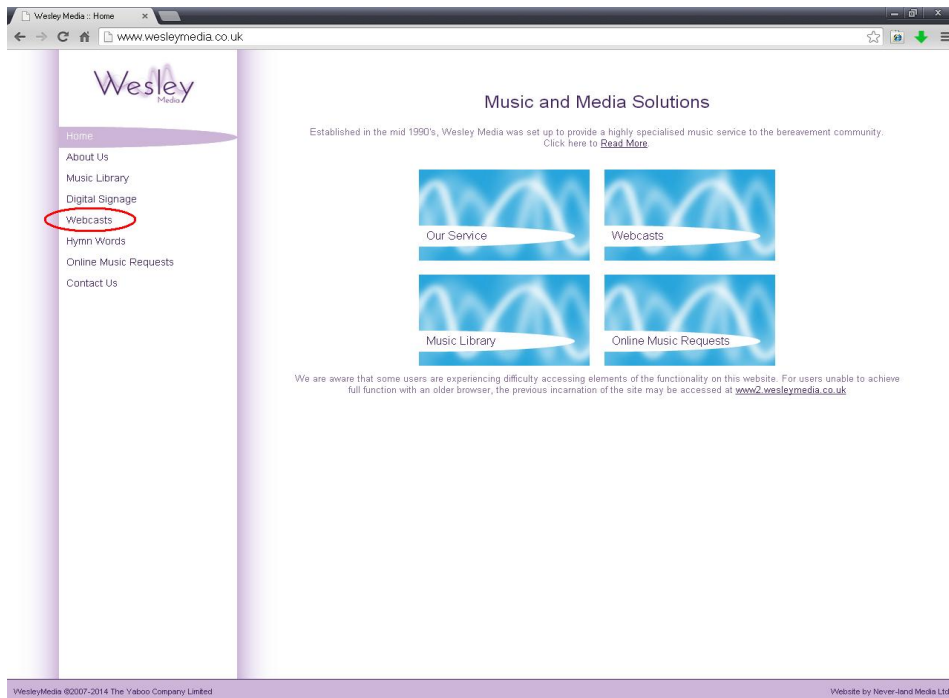 Wesley Media :: Home
www.wesleymedia.co.uk
Wesley
Media
Home
About Us
Music Library
Digital Signage
Webcasts
Hymn Words
Online Music Requests
Contact Us
Music and Media Solutions
Established in the mid 1990's, Wesley Media was set up to provide a highly specialised music service to the bereavement community.
Click here to Read More.
Our Service
Webcasts
Music Library
Online Music Requests
We are aware that some users are experiencing difficulty accessing elements of the functionality on this website. For users unable to achieve
full function with an older browser, the previous incarnation of the site may be accessed at www2.wesleymedia.co.uk
WesleyMedia ©2007-2014 The Yaboo Company Limited
Website by Never-land Media Ltd